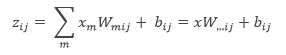 z_{ij} = \sum_{m} x_m W_{mij} + b_{ij} = xW_{...ij} + b_{ij}